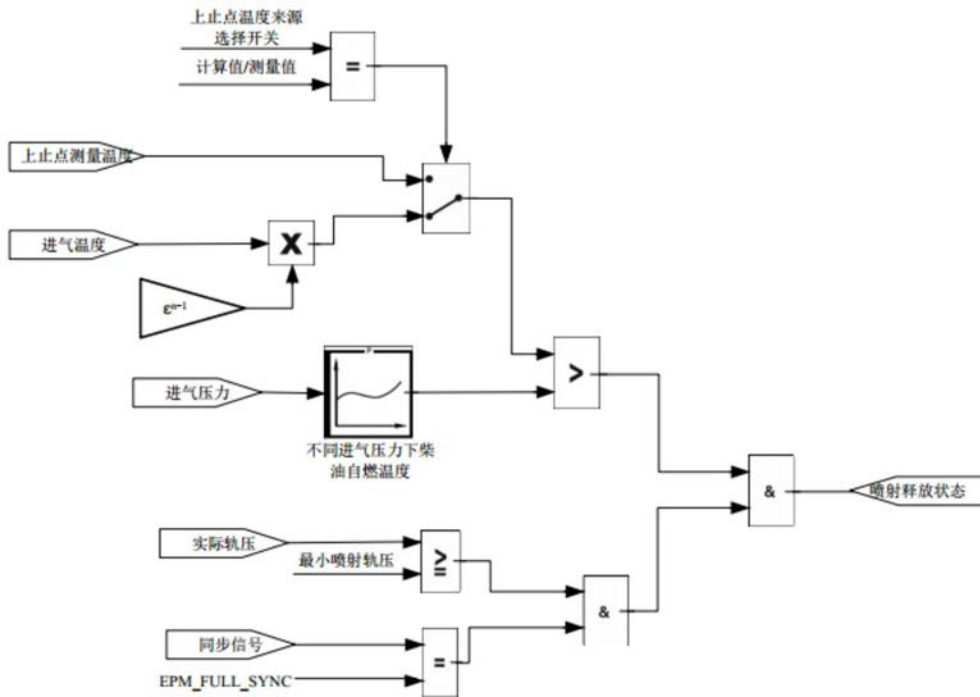 上止点温度来源
选择开关
计算值/测量值
=
上止点测量温度
进气温度
X
εⁿ⁻¹
进气压力
P
不同进气压力下柴
油自燃温度
>
&
喷射释放状态
实际轨压
最小喷射轨压
>=
&
同步信号
EPM_FULL_SYNC
=